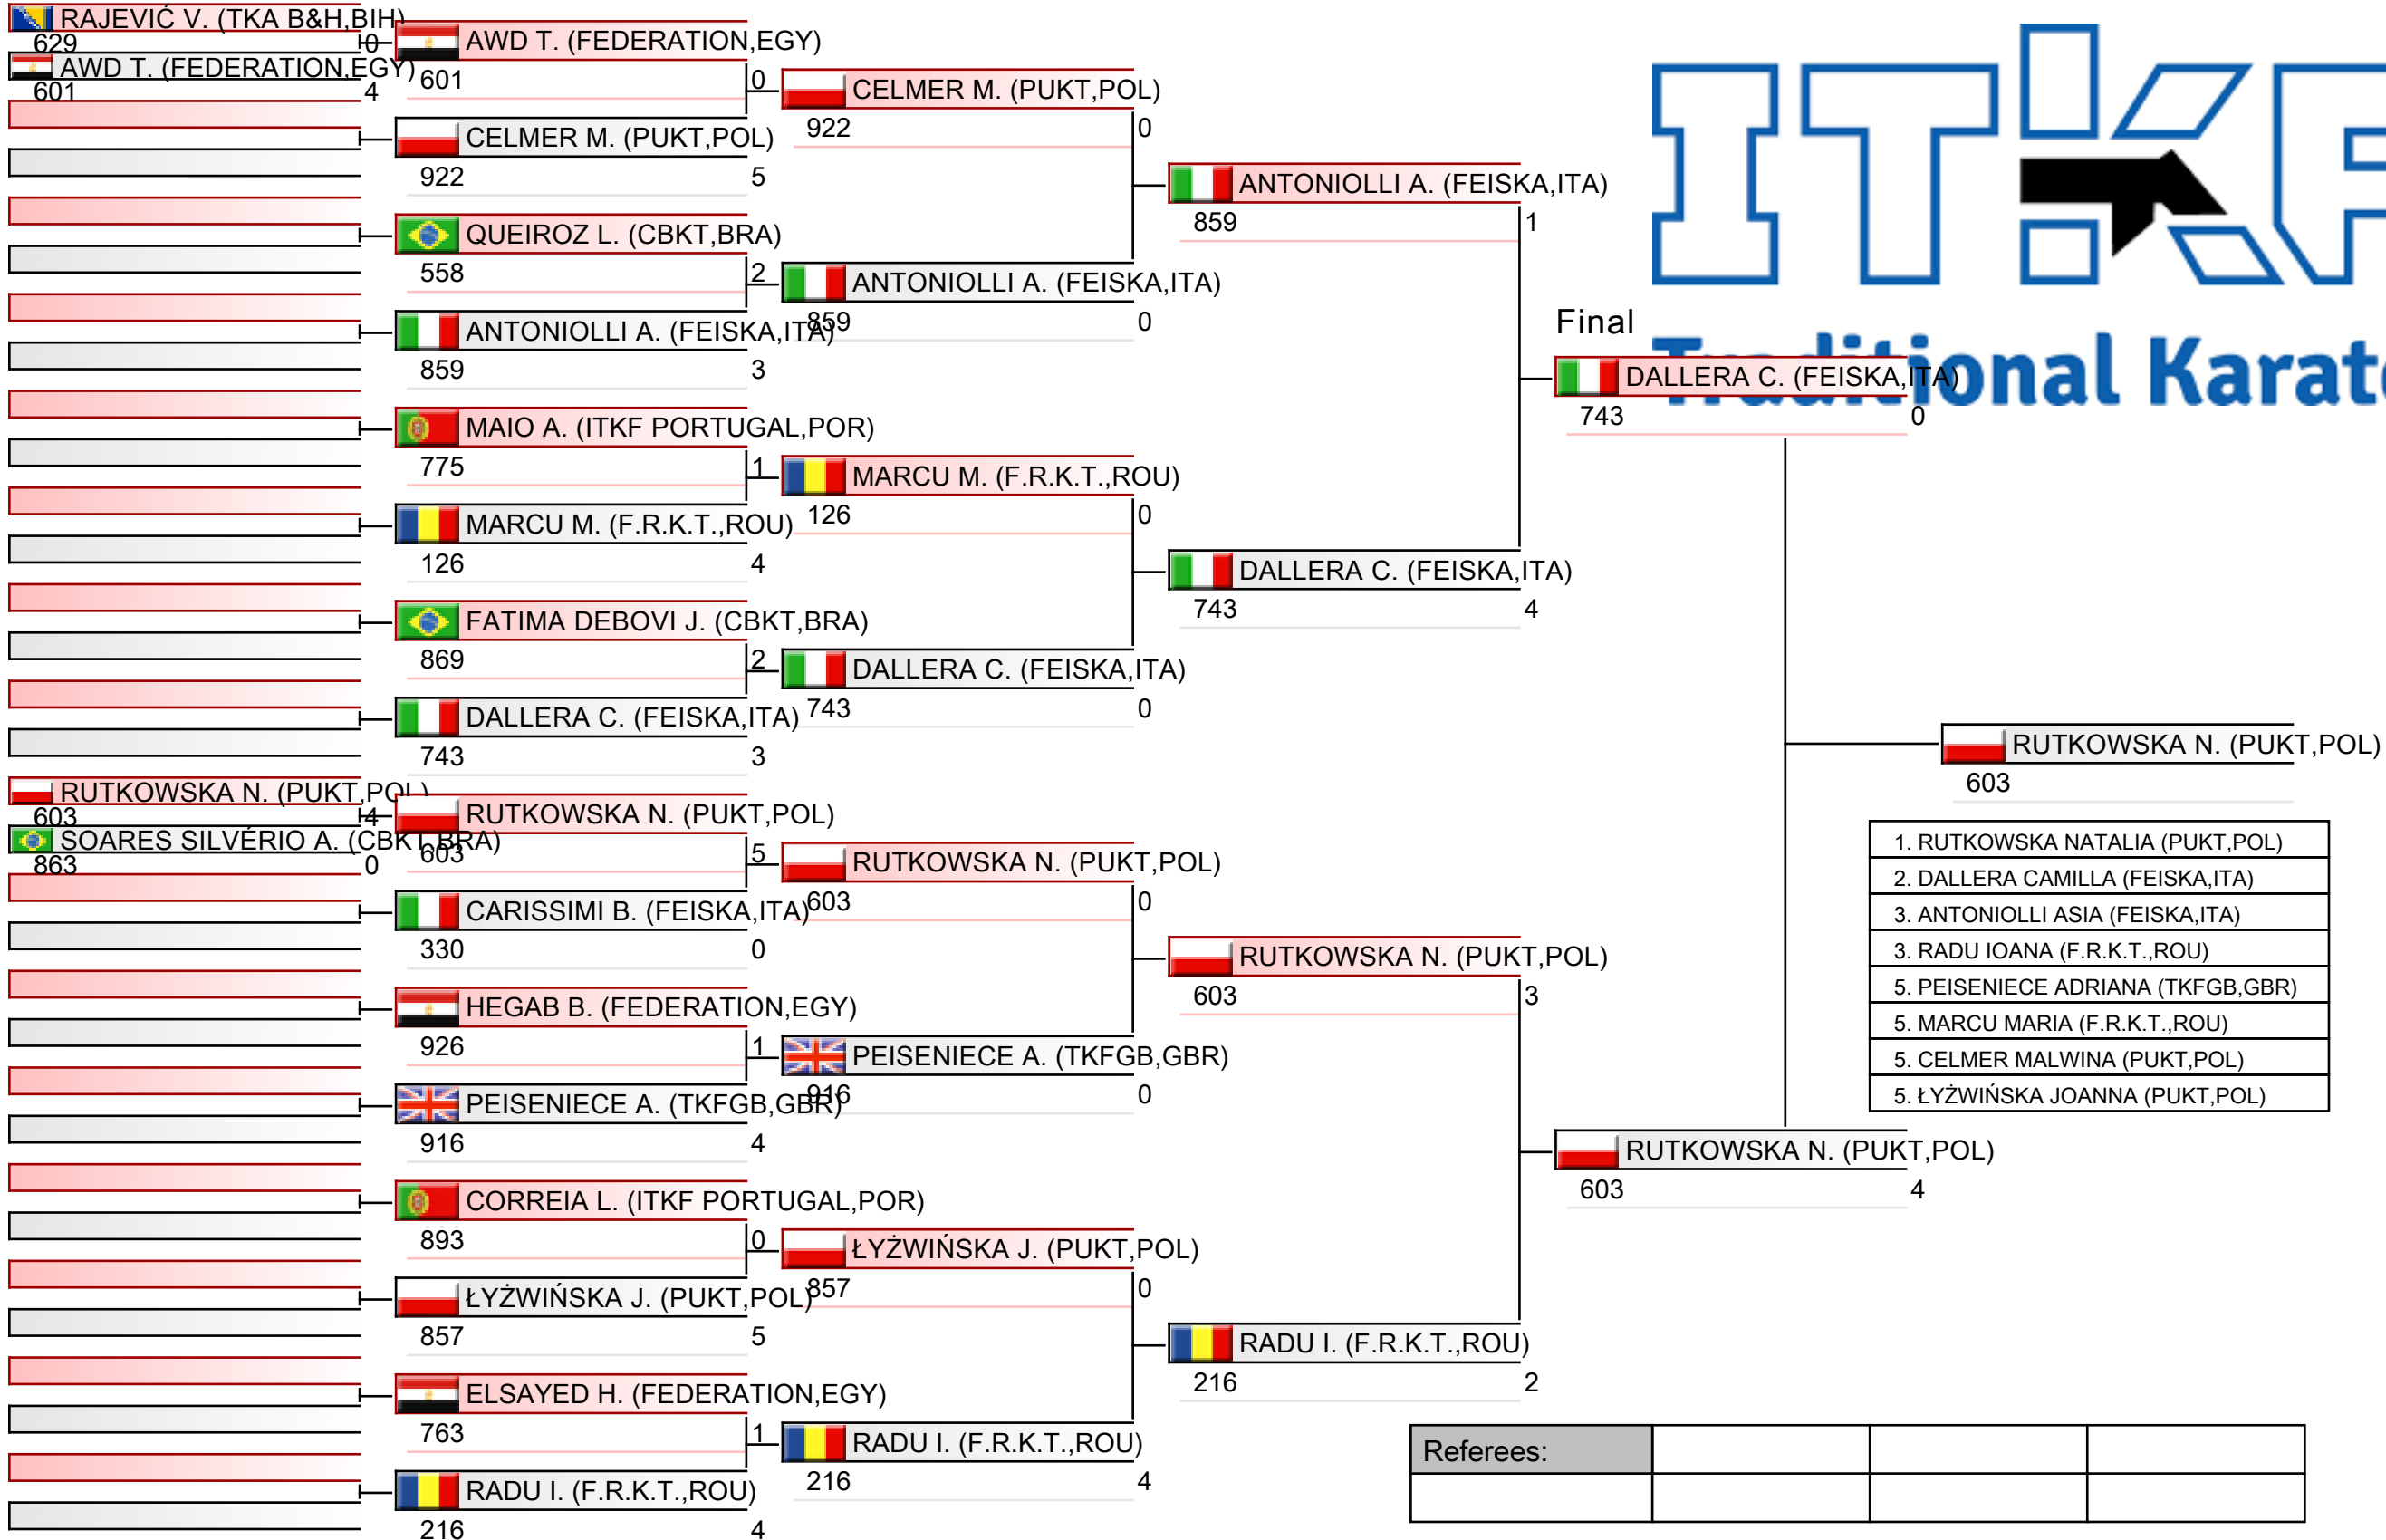 RAJEVIĆ V. (TKA B&H,BIH)
629 0
AWD T. (FEDERATION,EGY)
601 4
RUTKOWSKA N. (PUKT,POL)
603 4
SOARES SILVÉRIO A. (CBKT,BRA)
863 0
AWD T. (FEDERATION,EGY)
601 0
CELMER M. (PUKT,POL)
922 5
QUEIROZ L. (CBKT,BRA)
558 2
ANTONIOLLI A. (FEISKA,ITA)
859 3
MAIO A. (ITKF PORTUGAL,POR)
775 1
MARCU M. (F.R.K.T.,ROU)
126 4
FATIMA DEBOVI J. (CBKT,BRA)
869 2
DALLERA C. (FEISKA,ITA)
743 3
RUTKOWSKA N. (PUKT,POL)
603 5
CARISSIMI B. (FEISKA,ITA)
330 0
HEGAB B. (FEDERATION,EGY)
926 1
PEISENIECE A. (TKFGB,GBR)
916 4
CORREIA L. (ITKF PORTUGAL,POR)
893 0
ŁYŻWIŃSKA J. (PUKT,POL)
857 5
ELSAYED H. (FEDERATION,EGY)
763 1
RADU I. (F.R.K.T.,ROU)
216 4
CELMER M. (PUKT,POL)
922 0
ANTONIOLLI A. (FEISKA,ITA)
859 0
MARCU M. (F.R.K.T.,ROU)
126 0
DALLERA C. (FEISKA,ITA)
743 0
RUTKOWSKA N. (PUKT,POL)
603 0
PEISENIECE A. (TKFGB,GBR)
916 0
ŁYŻWIŃSKA J. (PUKT,POL)
857 0
RADU I. (F.R.K.T.,ROU)
216 4
ANTONIOLLI A. (FEISKA,ITA)
859 1
DALLERA C. (FEISKA,ITA)
743 4
RUTKOWSKA N. (PUKT,POL)
603 3
RADU I. (F.R.K.T.,ROU)
216 2
ITKF
Traditional Karate
Final
DALLERA C. (FEISKA,ITA)
743 0
RUTKOWSKA N. (PUKT,POL)
603 4
RUTKOWSKA N. (PUKT,POL)
603
1. RUTKOWSKA NATALIA (PUKT,POL)
2. DALLERA CAMILLA (FEISKA,ITA)
3. ANTONIOLLI ASIA (FEISKA,ITA)
3. RADU IOANA (F.R.K.T.,ROU)
5. PEISENIECE ADRIANA (TKFGB,GBR)
5. MARCU MARIA (F.R.K.T.,ROU)
5. CELMER MALWINA (PUKT,POL)
5. ŁYŻWIŃSKA JOANNA (PUKT,POL)
Referees: